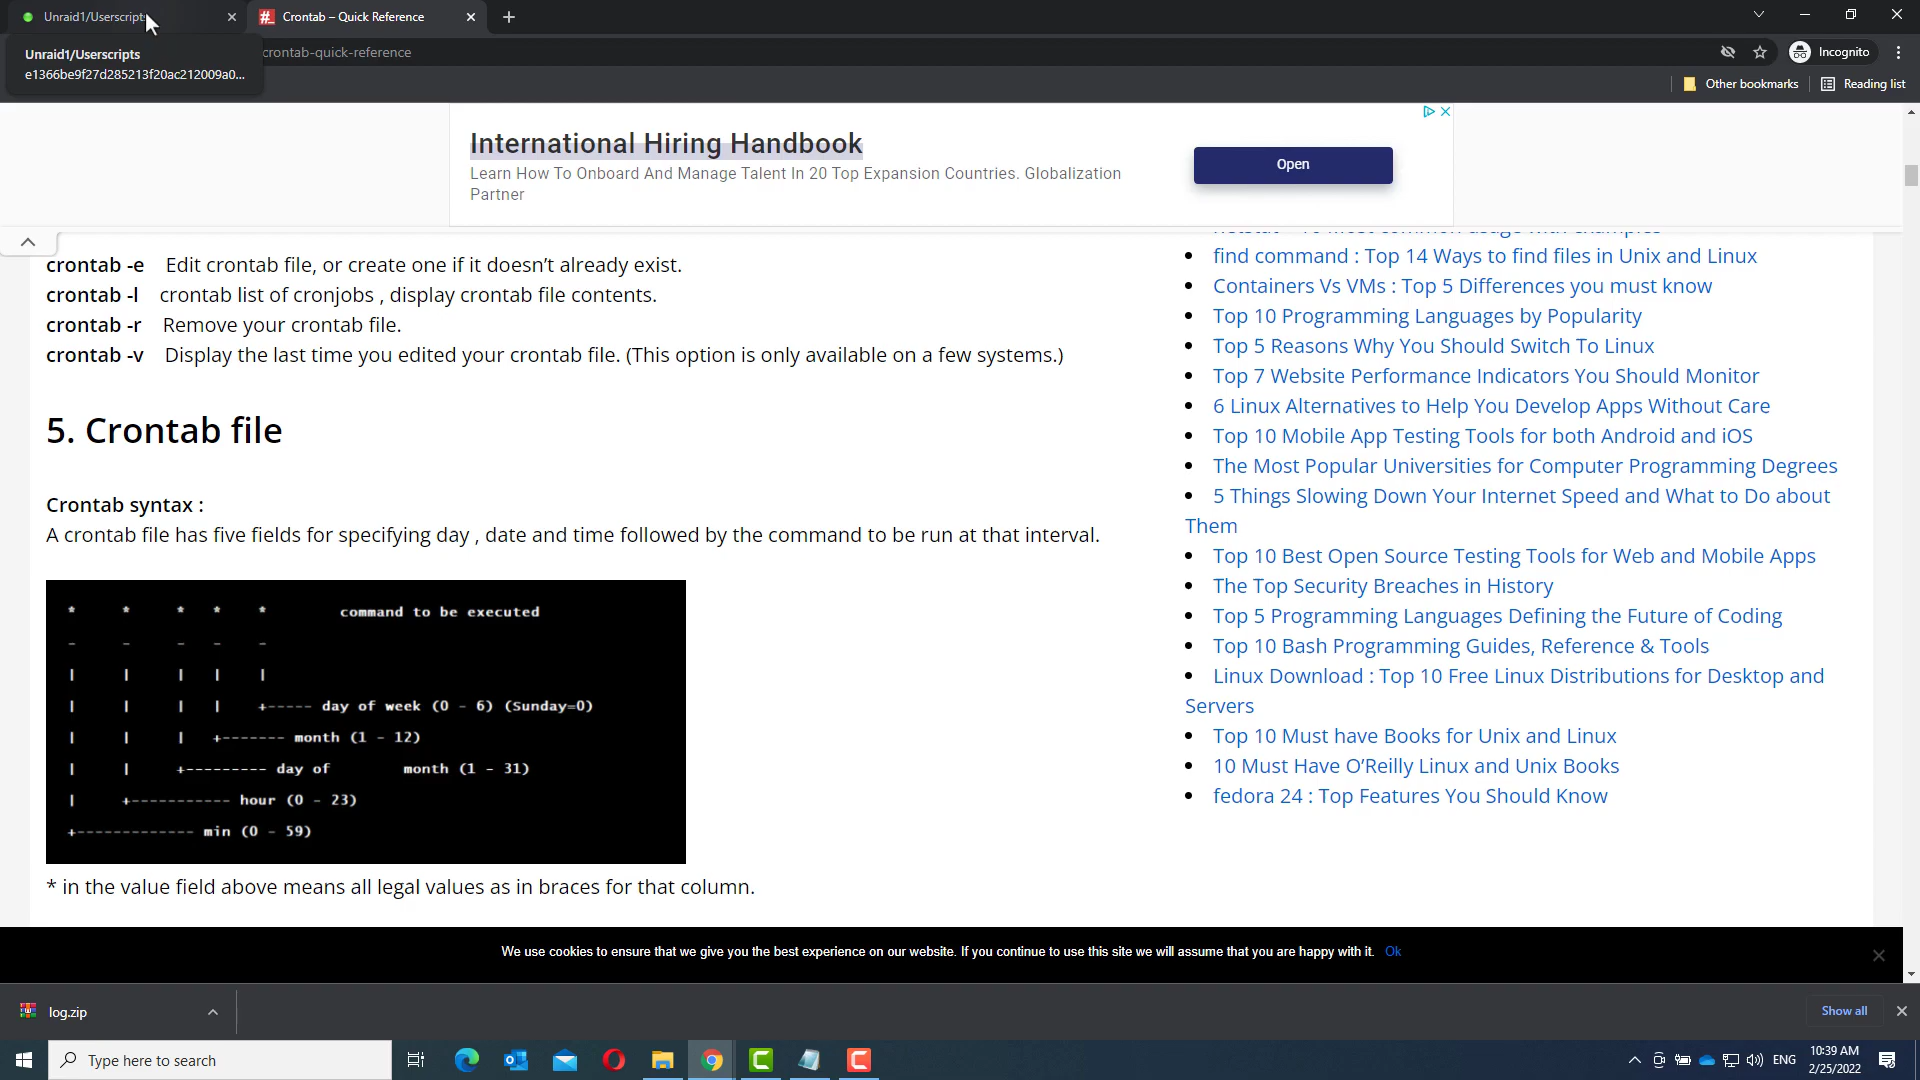 Unraid1/Userscripts
Crontab – Quick Reference
Unraid1/Userscripts
e1366be9f27d285213f20ac212009a0...
crontab-quick-reference
Incognito
Other bookmarks
Reading list
International Hiring Handbook
Learn How To Onboard And Manage Talent In 20 Top Expansion Countries. Globalization
Partner
Open
crontab -e Edit crontab file, or create one if it doesn’t already exist.
crontab -l crontab list of cronjobs , display crontab file contents.
crontab -r Remove your crontab file.
crontab -v Display the last time you edited your crontab file. (This option is only available on a few systems.)
5. Crontab file
Crontab syntax :
A crontab file has five fields for specifying day , date and time followed by the command to be run at that interval.
* * * * * command to be executed
- - - - -
| | | | |
| | | | +----- day of week (0 - 6) (Sunday=0)
| | | +------- month (1 - 12)
| | +--------- day of month (1 - 31)
| +----------- hour (0 - 23)
+------------- min (0 - 59)
* in the value field above means all legal values as in braces for that column.
find command : Top 14 Ways to find files in Unix and Linux
Containers Vs VMs : Top 5 Differences you must know
Top 10 Programming Languages by Popularity
Top 5 Reasons Why You Should Switch To Linux
Top 7 Website Performance Indicators You Should Monitor
6 Linux Alternatives to Help You Develop Apps Without Care
Top 10 Mobile App Testing Tools for both Android and iOS
The Most Popular Universities for Computer Programming Degrees
5 Things Slowing Down Your Internet Speed and What to Do about
Them
Top 10 Best Open Source Testing Tools for Web and Mobile Apps
The Top Security Breaches in History
Top 5 Programming Languages Defining the Future of Coding
Top 10 Bash Programming Guides, Reference & Tools
Linux Download : Top 10 Free Linux Distributions for Desktop and
Servers
Top 10 Must have Books for Unix and Linux
10 Must Have O’Reilly Linux and Unix Books
fedora 24 : Top Features You Should Know
We use cookies to ensure that we give you the best experience on our website. If you continue to use this site we will assume that you are happy with it. Ok
log.zip
Show all
Type here to search
ENG
10:39 AM
2/25/2022